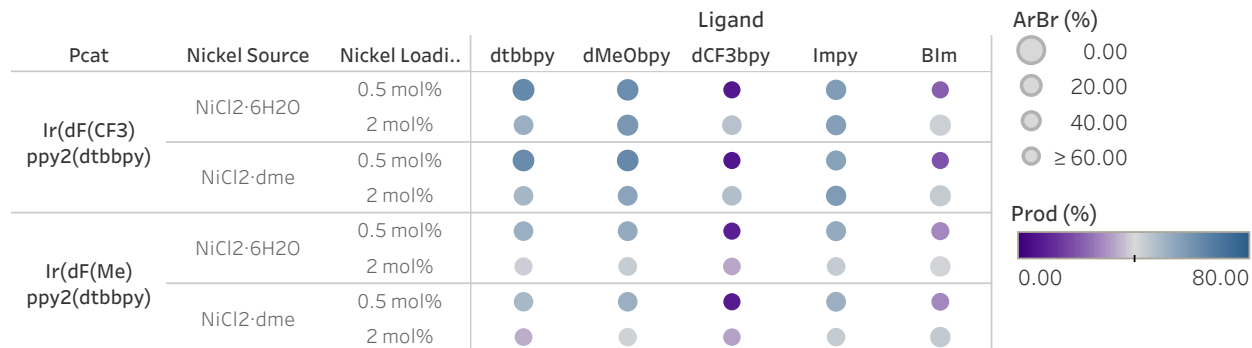 Ligand
Pcat Nickel Source Nickel Loadi.. dtbbpy dMeObpy dCF3bpy Impy BIm
Ir(dF(CF3)
ppy2(dtbbpy)
NiCl2·6H2O
0.5 mol%
2 mol%
NiCl2·dme
0.5 mol%
2 mol%
Ir(dF(Me)
ppy2(dtbbpy)
NiCl2·6H2O
0.5 mol%
2 mol%
NiCl2·dme
0.5 mol%
2 mol%
ArBr (%)
0.00
20.00
40.00
≥ 60.00
Prod (%)
0.00 80.00